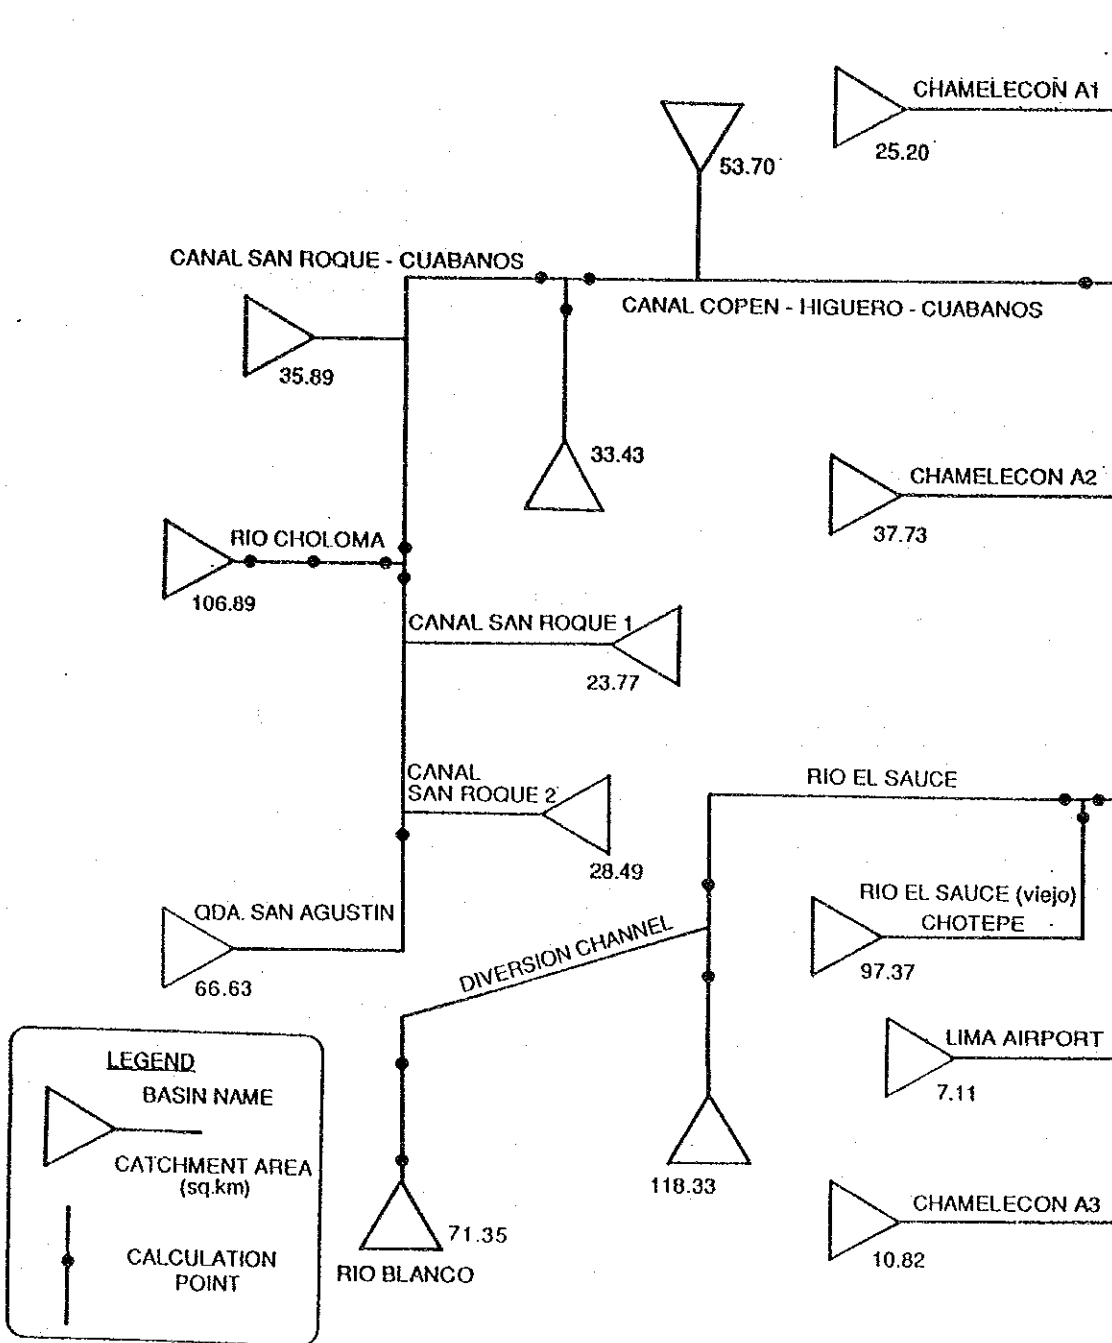 CHAMELECON A1
25.20
53.70
CANAL SAN ROQUE - CUABANOS
CANAL COPEN - HIGUERO - CUABANOS
35.89
33.43
CHAMELECON A2
37.73
RIO CHOLOMA
106.89
CANAL SAN ROQUE 1
23.77
CANAL
SAN ROQUE 2
28.49
RIO EL SAUCE
RIO EL SAUCE (viejo)
CHOTEPE
97.37
QDA. SAN AGUSTIN
66.63
DIVERSION CHANNEL
LIMA AIRPORT
7.11
118.33
CHAMELECON A3
10.82
71.35
RIO BLANCO
LEGEND
BASIN NAME
CATCHMENT AREA
(sq.km)
CALCULATION
POINT